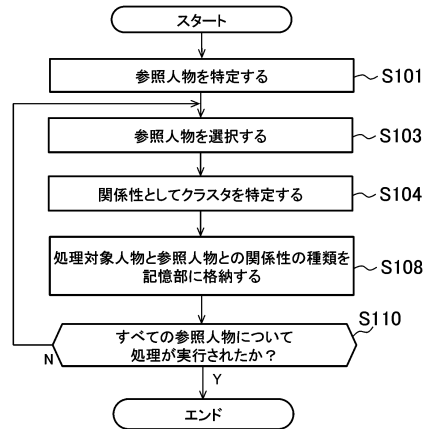 スタート
参照人物を特定する
S101
参照人物を選択する
S103
関係性としてクラスタを特定する
S104
処理対象人物と参照人物との関係性の種類を
記憶部に格納する
S108
すべての参照人物について
処理が実行されたか？
S110
N
Y
エンド